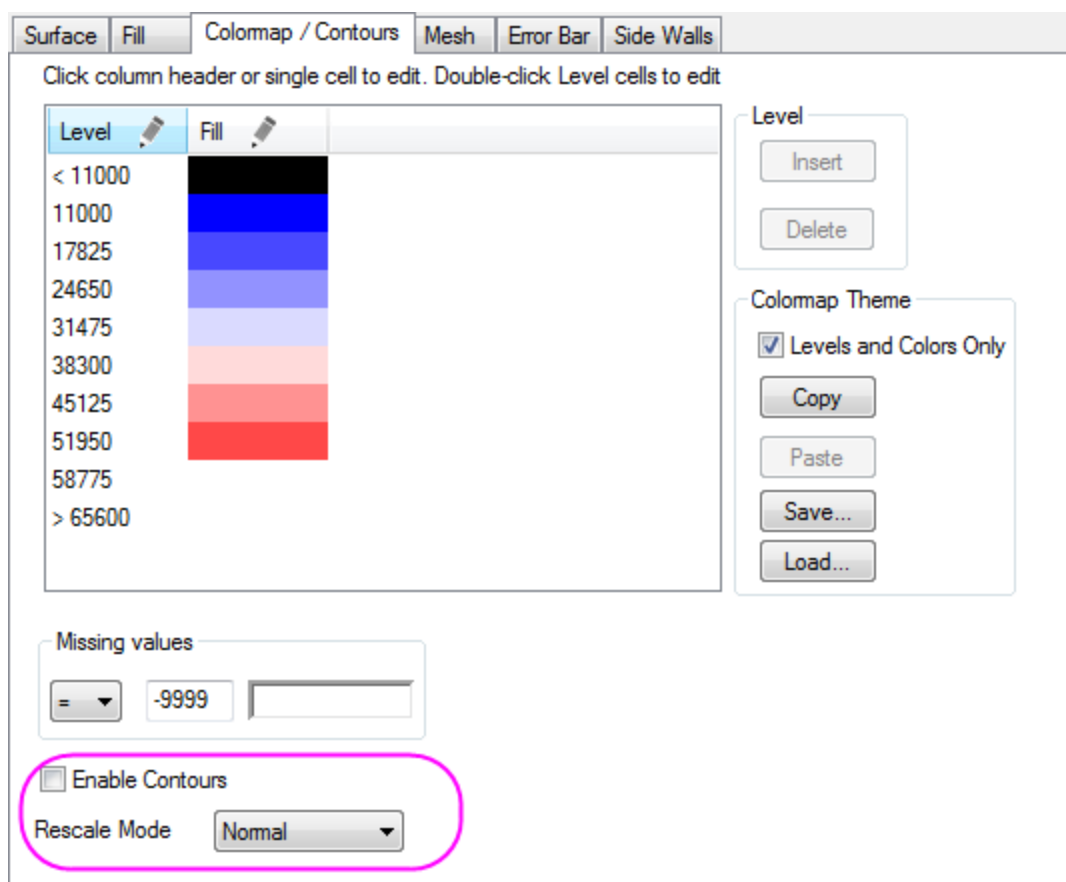 Surface Fill Colormap / Contours Mesh Error Bar Side Walls
Click column header or single cell to edit. Double-click Level cells to edit
Level Fill
< 11000
11000
17825
24650
31475
38300
45125
51950
58775
> 65600
Level
Insert
Delete
Colormap Theme
Levels and Colors Only
Copy
Paste
Save...
Load...
Missing values
= -9999
Enable Contours
Rescale Mode Normal